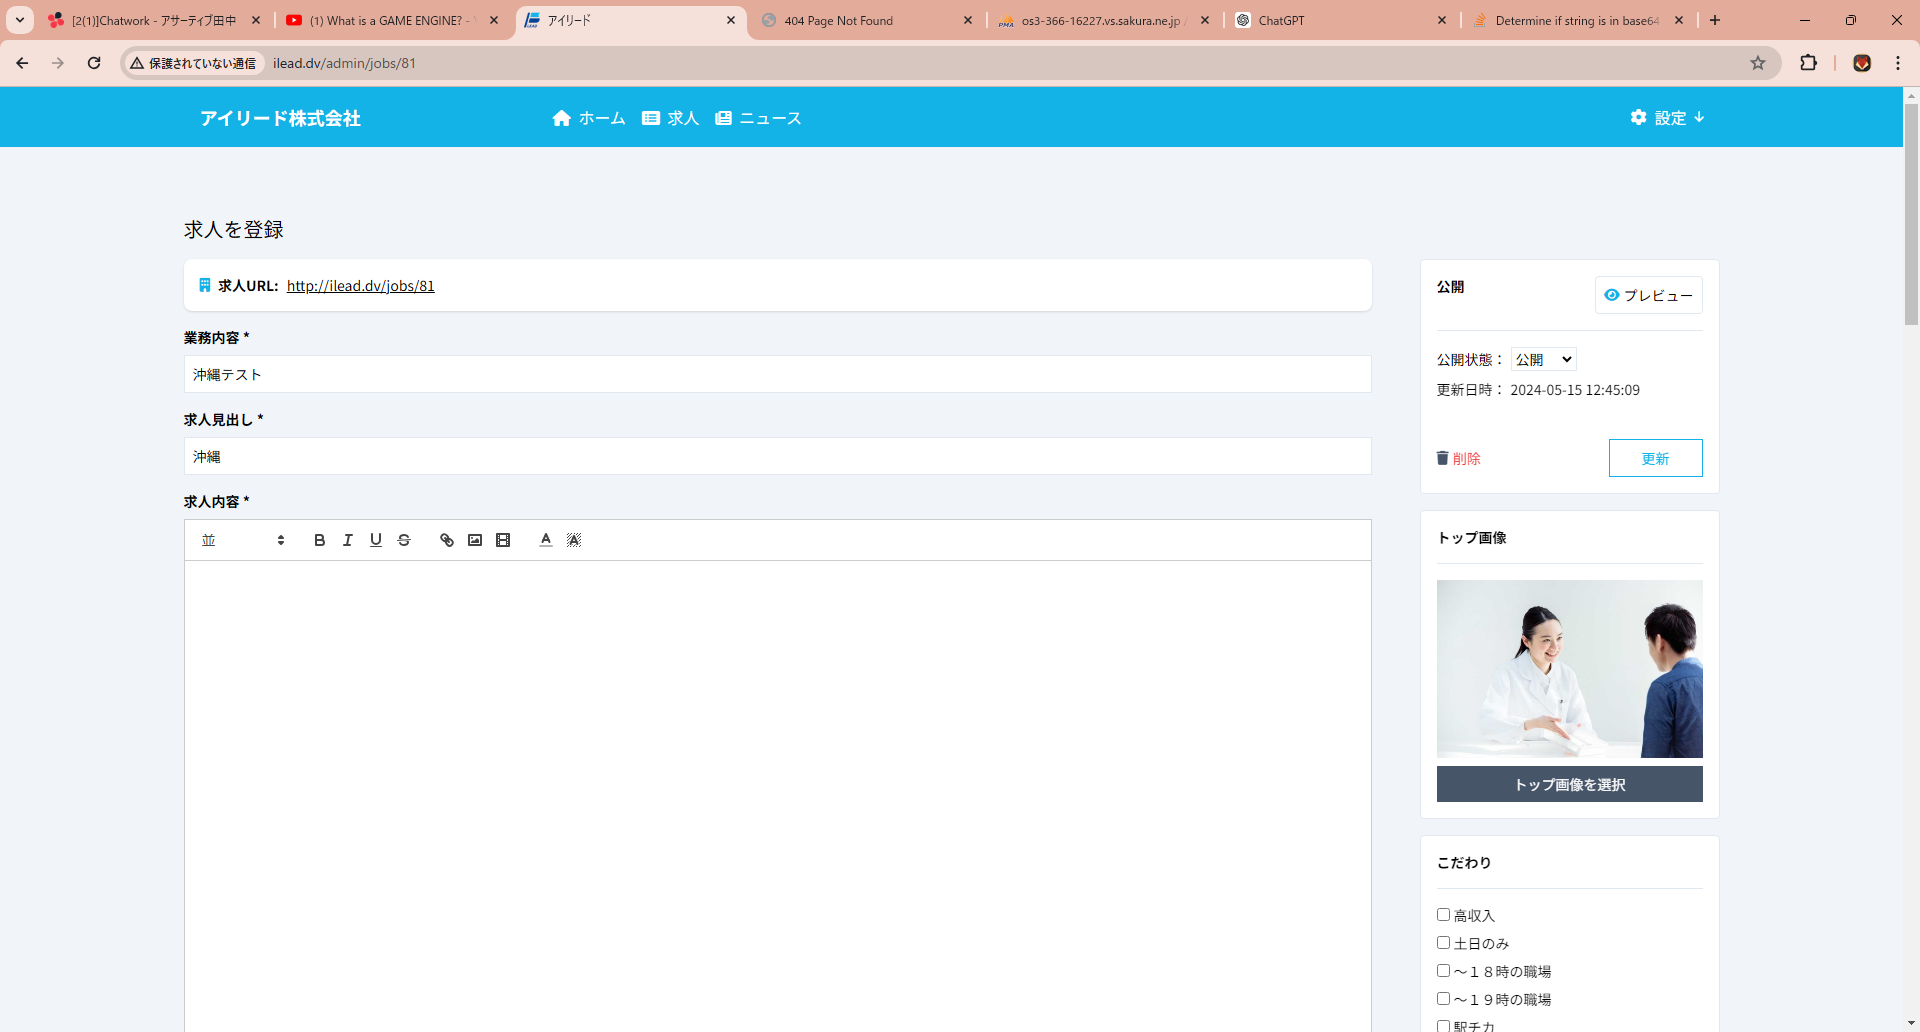 [2(1)]Chatwork - アサーティブ田中
(1) What is a GAME ENGINE? -
アイリード
404 Page Not Found
os3-366-16227.vs.sakura.ne.jp /
ChatGPT
Determine if string is in base64
保護されていない通信
ilead.dv/admin/jobs/81
アイリード株式会社
ホーム
求人
ニュース
設定
求人を登録
求人URL: http://ilead.dv/jobs/81
業務内容 *
沖縄テスト
求人見出し *
沖縄
求人内容 *
並
公開
プレビュー
公開状態： 公開
更新日時： 2024-05-15 12:45:09
削除
更新
トップ画像
トップ画像を選択
こだわり
高収入
土日のみ
～１８時の職場
～１９時の職場
駅チカ